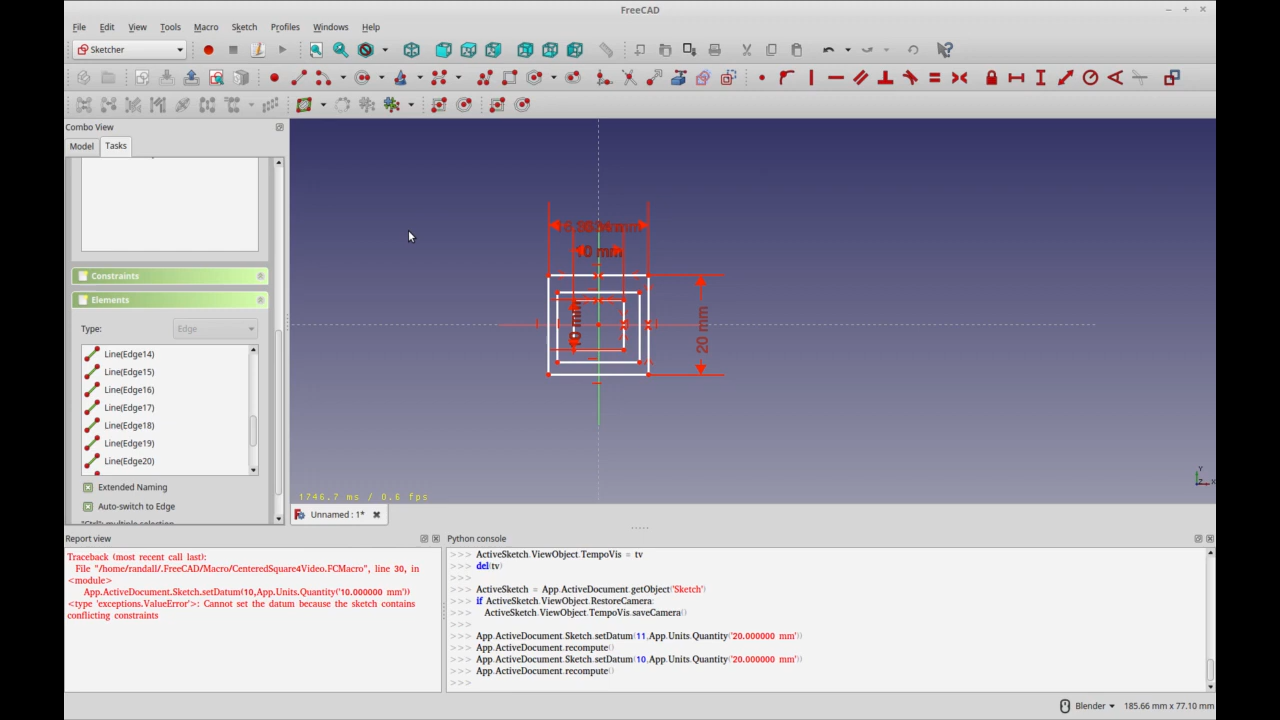 FreeCAD
File Edit View Tools Macro Sketch Profiles Windows Help
Sketcher
Combo View
Model Tasks
Constraints
Elements
Type: Edge
Line(Edge14)
Line(Edge15)
Line(Edge16)
Line(Edge17)
Line(Edge18)
Line(Edge19)
Line(Edge20)
Extended Naming
Auto-switch to Edge
10 mm
10 mm
20 mm
Y
Z X
1746.7 ms / 0.6 fps
Unnamed : 1*
Report view
Traceback (most recent call last):
File "/home/randall/.FreeCAD/Macro/CenteredSquare4Video.FCMacro", line 30, in
<module>
App.ActiveDocument.Sketch.setDatum(10,App.Units.Quantity('10.000000 mm'))
<type 'exceptions.ValueError'>: Cannot set the datum because the sketch contains
conflicting constraints
Python console
>>> ActiveSketch.ViewObject.TempoVis = tv
>>> del(tv)
>>>
>>> ActiveSketch = App.ActiveDocument.getObject('Sketch')
>>> if ActiveSketch.ViewObject.RestoreCamera:
>>> ActiveSketch.ViewObject.TempoVis.saveCamera()
>>>
>>> App.ActiveDocument.Sketch.setDatum(11,App.Units.Quantity('20.000000 mm'))
>>> App.ActiveDocument.recompute()
>>> App.ActiveDocument.Sketch.setDatum(10,App.Units.Quantity('20.000000 mm'))
>>> App.ActiveDocument.recompute()
>>>
Blender 185.66 mm x 77.10 mm